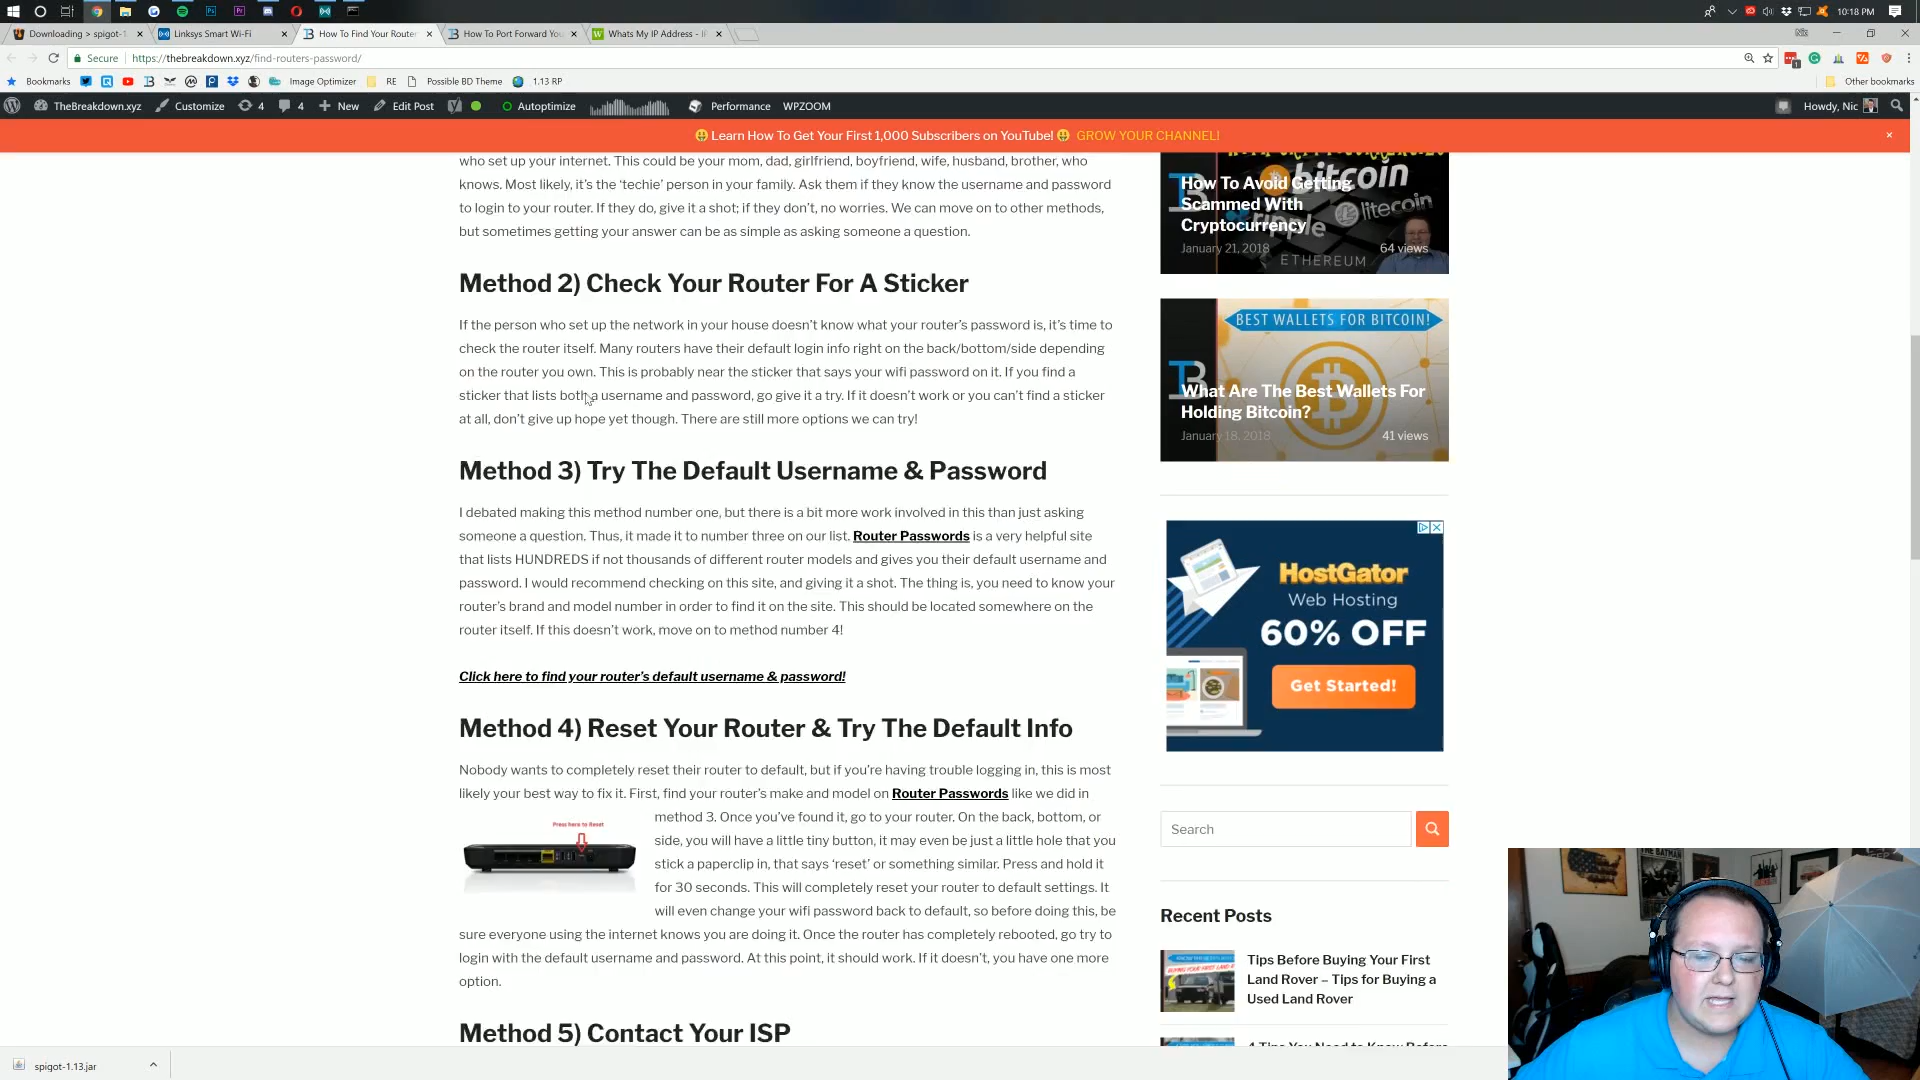 10:18 PM
Downloading > spigot-1
Linksys Smart Wi-Fi
How To Find Your Router
How To Port Forward You
Whats My IP Address - IP
Secure
https://thebreakdown.xyz/find-routers-password/
Bookmarks
Image Optimizer
RE
Possible BD Theme
1.13 RP
Other bookmarks
TheBreakdown.xyz
Customize
4
4
New
Edit Post
Autoptimize
Performance
WPZOOM
Howdy, Nic
Learn How To Get Your First 1,000 Subscribers on YouTube! GROW YOUR CHANNEL!
who set up your internet. This could be your mom, dad, girlfriend, boyfriend, wife, husband, brother, who
knows. Most likely, it's the ‘techie’ person in your family. Ask them if they know the username and password
to login to your router. If they do, give it a shot; if they don't, no worries. We can move on to other methods,
but sometimes getting your answer can be as simple as asking someone a question.
Method 2) Check Your Router For A Sticker
If the person who set up the network in your house doesn't know what your router's password is, it's time to
check the router itself. Many routers have their default login info right on the back/bottom/side depending
on the router you own. This is probably near the sticker that says your wifi password on it. If you find a
sticker that lists both a username and password, go give it a try. If it doesn't work or you can't find a sticker
at all, don't give up hope yet though. There are still more options we can try!
Method 3) Try The Default Username & Password
I debated making this method number one, but there is a bit more work involved in this than just asking
someone a question. Thus, it made it to number three on our list. Router Passwords is a very helpful site
that lists HUNDREDS if not thousands of different router models and gives you their default username and
password. I would recommend checking on this site, and giving it a shot. The thing is, you need to know your
router's brand and model number in order to find it on the site. This should be located somewhere on the
router itself. If this doesn't work, move on to method number 4!
Click here to find your router's default username & password!
Method 4) Reset Your Router & Try The Default Info
Nobody wants to completely reset their router to default, but if you're having trouble logging in, this is most
likely your best way to fix it. First, find your router's make and model on Router Passwords like we did in
Press here to Reset
method 3. Once you've found it, go to your router. On the back, bottom, or
side, you will have a little tiny button, it may even be just a little hole that you
stick a paperclip in, that says ‘reset’ or something similar. Press and hold it
for 30 seconds. This will completely reset your router to default settings. It
will even change your wifi password back to default, so before doing this, be
sure everyone using the internet knows you are doing it. Once the router has completely rebooted, go try to
login with the default username and password. At this point, it should work. If it doesn't, you have one more
option.
Method 5) Contact Your ISP
bitcoin
litecoin
ripple
ETHEREUM
How To Avoid Getting
Scammed With
Cryptocurrency
January 21, 2018
64 views
BEST WALLETS FOR BITCOIN!
What Are The Best Wallets For
Holding Bitcoin?
January 18, 2018
41 views
HostGator
Web Hosting
60% OFF
Get Started!
Search
Recent Posts
Tips Before Buying Your First
Land Rover – Tips for Buying a
Used Land Rover
4 Tips You Need to Know Before
THE BATMAN
spigot-1.13.jar